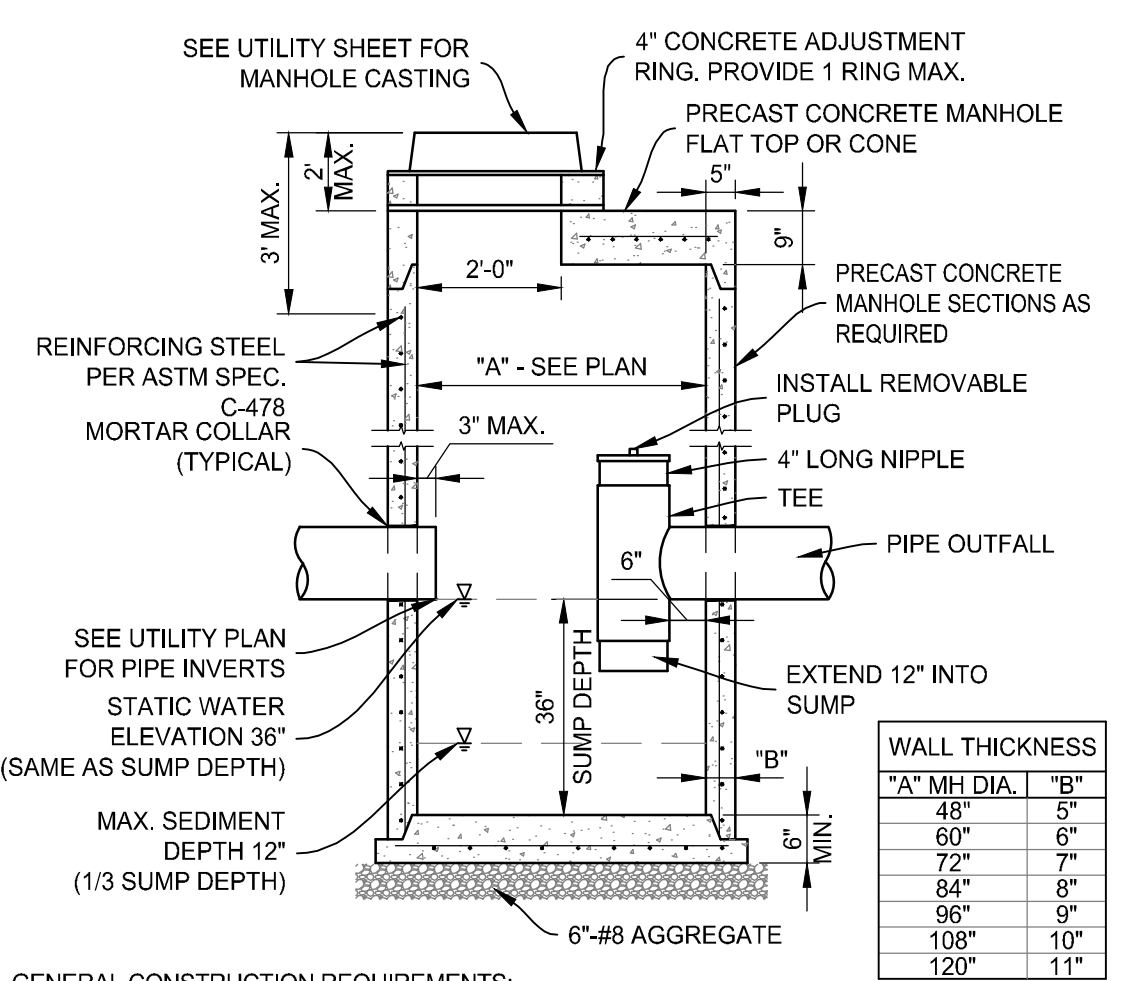 SEE UTILITY SHEET FOR
MANHOLE CASTING
4" CONCRETE ADJUSTMENT
RING. PROVIDE 1 RING MAX.
PRECAST CONCRETE MANHOLE
FLAT TOP OR CONE
2'
MAX.
3' MAX.
5"
9"
2'-0"
PRECAST CONCRETE
MANHOLE SECTIONS AS
REQUIRED
REINFORCING STEEL
PER ASTM SPEC.
C-478
"A" - SEE PLAN
INSTALL REMOVABLE
PLUG
MORTAR COLLAR
(TYPICAL)
3" MAX.
4" LONG NIPPLE
TEE
PIPE OUTFALL
6"
SEE UTILITY PLAN
FOR PIPE INVERTS
STATIC WATER
ELEVATION 36"
(SAME AS SUMP DEPTH)
36"
SUMP DEPTH
EXTEND 12" INTO
SUMP
"B"
MAX. SEDIMENT
DEPTH 12"
(1/3 SUMP DEPTH)
6"
MIN.
6"-#8 AGGREGATE
WALL THICKNESS
"A" MH DIA. "B"
48" 5"
60" 6"
72" 7"
84" 8"
96" 9"
108" 10"
120" 11"
GENERAL CONSTRUCTION REQUIREMENTS: